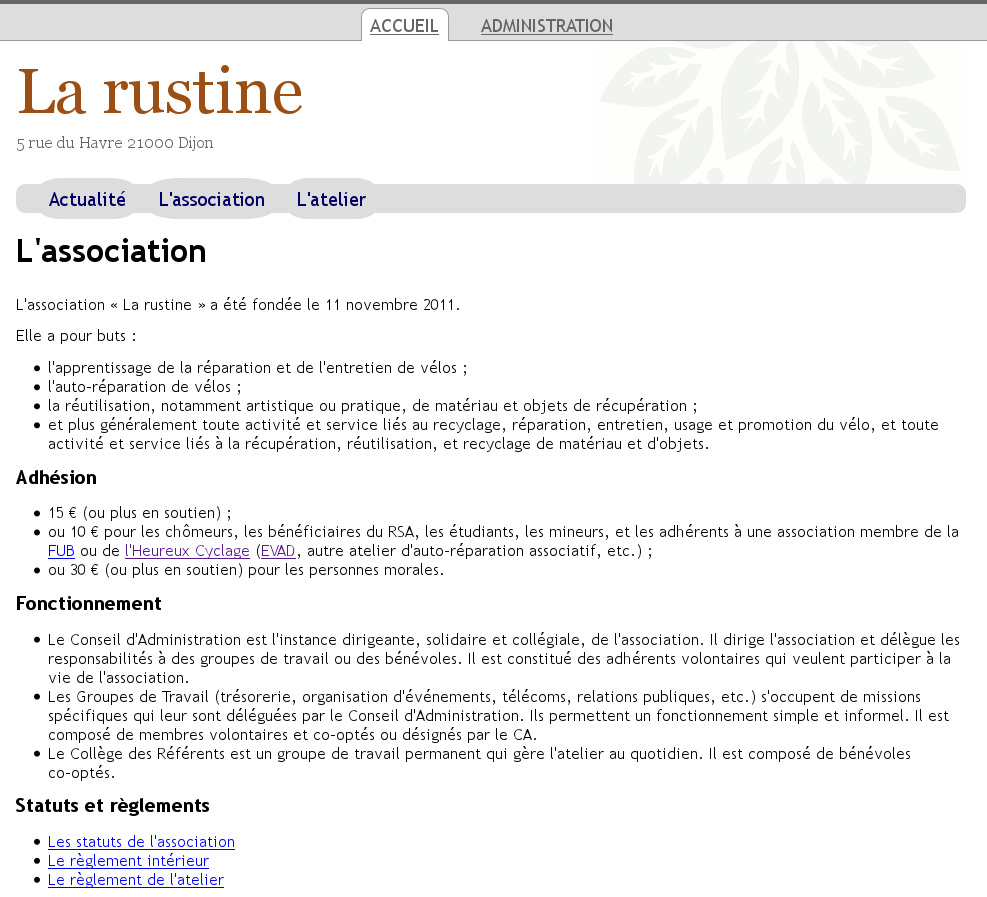 ACCUEIL ADMINISTRATION
La rustine
5 rue du Havre 21000 Dijon
Actualité L'association L'atelier
L'association
L'association « La rustine » a été fondée le 11 novembre 2011.
Elle a pour buts :
• l'apprentissage de la réparation et de l'entretien de vélos ;
• l'auto-réparation de vélos ;
• la réutilisation, notamment artistique ou pratique, de matériau et objets de récupération ;
• et plus généralement toute activité et service liés au recyclage, réparation, entretien, usage et promotion du vélo, et toute
activité et service liés à la récupération, réutilisation, et recyclage de matériau et d'objets.
Adhésion
• 15 € (ou plus en soutien) ;
• ou 10 € pour les chômeurs, les bénéficiaires du RSA, les étudiants, les mineurs, et les adhérents à une association membre de la
FUB ou de l'Heureux Cyclage (EVAD, autre atelier d'auto-réparation associatif, etc.) ;
• ou 30 € (ou plus en soutien) pour les personnes morales.
Fonctionnement
• Le Conseil d'Administration est l'instance dirigeante, solidaire et collégiale, de l'association. Il dirige l'association et délègue les
responsabilités à des groupes de travail ou des bénévoles. Il est constitué des adhérents volontaires qui veulent participer à la
vie de l'association.
• Les Groupes de Travail (trésorerie, organisation d'événements, télécoms, relations publiques, etc.) s'occupent de missions
spécifiques qui leur sont déléguées par le Conseil d'Administration. Ils permettent un fonctionnement simple et informel. Il est
composé de membres volontaires et co-optés ou désignés par le CA.
• Le Collège des Référents est un groupe de travail permanent qui gère l'atelier au quotidien. Il est composé de bénévoles
co-optés.
Statuts et règlements
• Les statuts de l'association
• Le règlement intérieur
• Le règlement de l'atelier